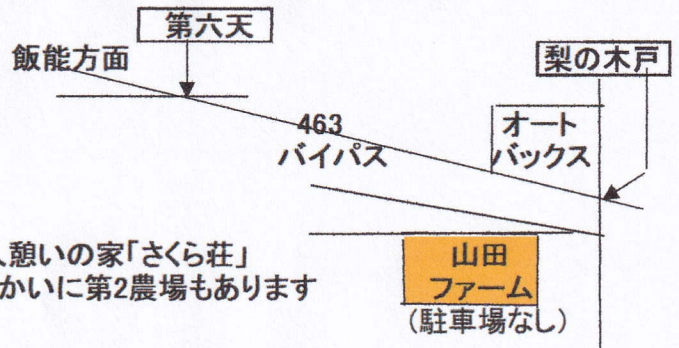 第六天
飯能方面
梨の木戸
463
バイパス
オート
バックス
憩いの家「さくら荘」
かいに第2農場もあります
山田
ファーム
(駐車場なし)